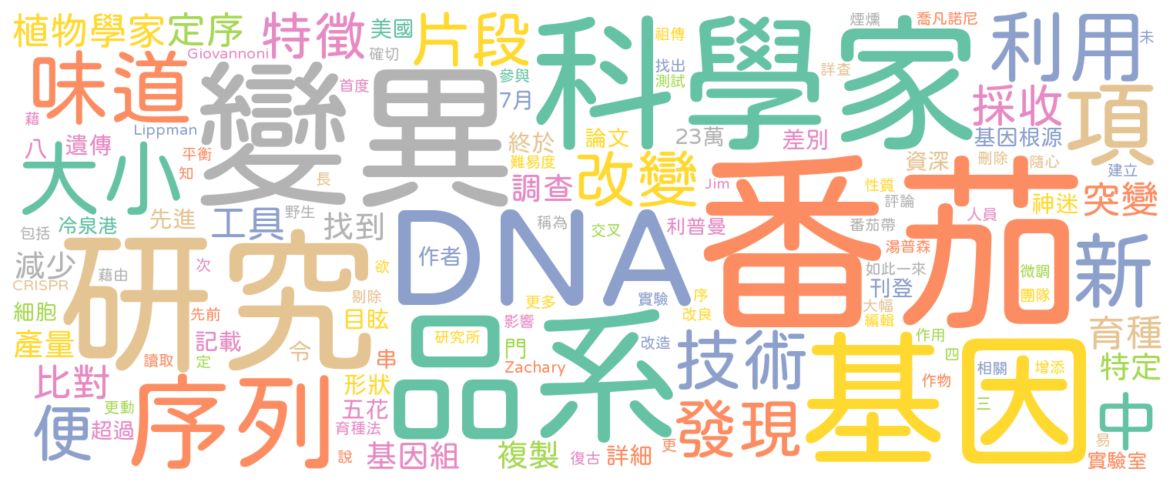 植物學家 定序 特徵 美國 片段 科學家 祖傳 煙燻 喬凡諾尼 利用 未
Giovannoni 確切
味道 變異 首度 參與 7月 找出 測試 詳查 採收 項
藉 Lippman 終於 論文 23萬 差別 基因根源
八 遺傳 平衡 難易度 改變 資深 刪除 隨心 建立
大小 知 長 調查 Jim 番茄 性質 評論 神迷 突變
冷泉港 先進 工具 野生 找到 DNA 稱為 交叉 利普曼 番茄帶 人員
包括 研究 作者 湯普森 新
減少 藉由 次 欲 如此一來 微調
CRISPR 剔除 更多 實驗 序 刊登 團隊
細胞 先前 目眩 品系 影響 改良 大幅 編輯
產量 記載 令 研究所 門 改造 技術 基因 作用 育種
讀取 定 串 Zachary 四 相關 增添 特定
比對 序列 形狀 作物
便 更動 五花 發現 三 中
超過 育種法 易
說 基因組 複製 復古 詳細 更 實驗室